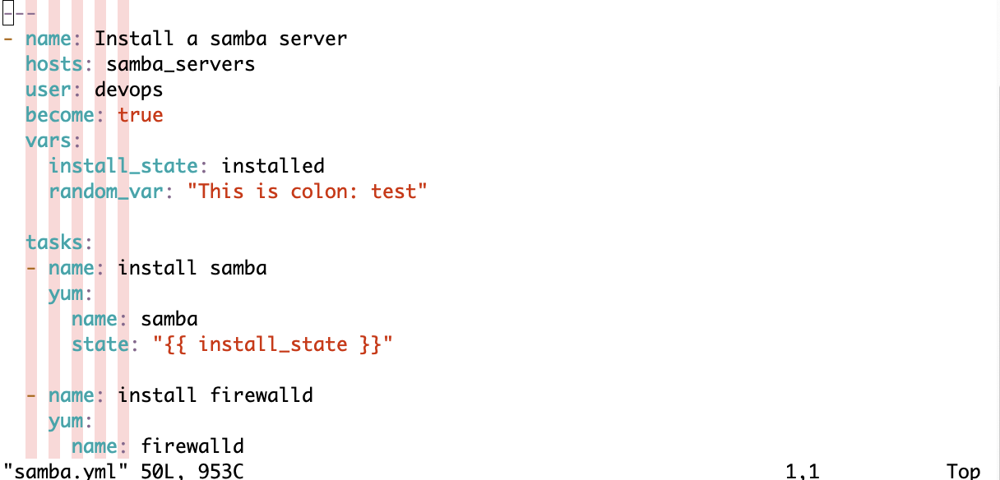 ---
- name: Install a samba server
  hosts: samba_servers
  user: devops
  become: true
  vars:
    install_state: installed
    random_var: "This is colon: test"

  tasks:
  - name: install samba
    yum:
      name: samba
      state: "{{ install_state }}"

  - name: install firewalld
    yum:
      name: firewalld
"samba.yml" 50L, 953C 1,1 Top